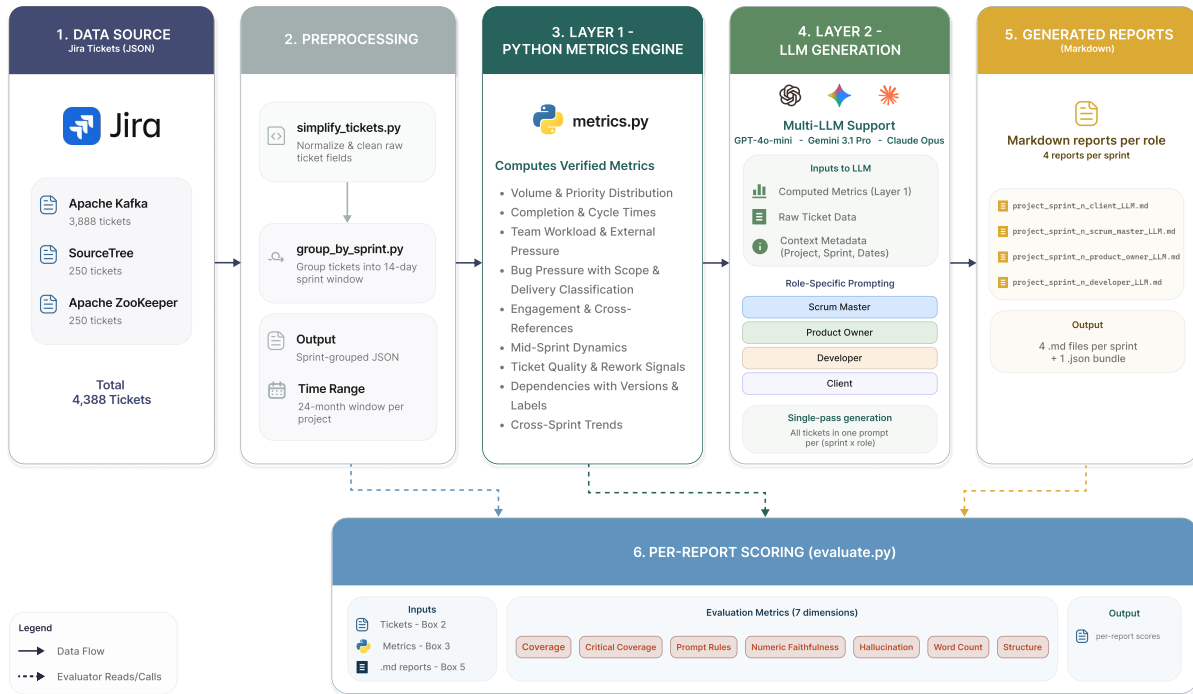 1. DATA SOURCE
Jira Tickets (JSON)
Jira
Apache Kafka
3,888 tickets
SourceTree
250 tickets
Apache ZooKeeper
250 tickets
Total
4,388 Tickets
2. PREPROCESSING
simplify_tickets.py
Normalize & clean raw
ticket fields
group_by_sprint.py
Group tickets into 14-day
sprint window
Output
Sprint-grouped JSON
Time Range
24-month window per
project
3. LAYER 1 -
PYTHON METRICS ENGINE
metrics.py
Computes Verified Metrics
• Volume & Priority Distribution
• Completion & Cycle Times
• Team Workload & External
Pressure
• Bug Pressure with Scope &
Delivery Classification
• Engagement & Cross-
References
• Mid-Sprint Dynamics
• Ticket Quality & Rework Signals
• Dependencies with Versions &
Labels
• Cross-Sprint Trends
4. LAYER 2 -
LLM GENERATION
Multi-LLM Support
GPT-4o-mini - Gemini 3.1 Pro - Claude Opus
Inputs to LLM
Computed Metrics (Layer 1)
Raw Ticket Data
Context Metadata
(Project, Sprint, Dates)
Role-Specific Prompting
Scrum Master
Product Owner
Developer
Client
Single-pass generation
All tickets in one prompt
per (sprint x role)
5. GENERATED REPORTS
(Markdown)
Markdown reports per role
4 reports per sprint
project_sprint_n_client_LLM.md
project_sprint_n_scrum_master_LLM.md
project_sprint_n_product_owner_LLM.md
project_sprint_n_developer_LLM.md
Output
4 .md files per sprint
+ 1 .json bundle
6. PER-REPORT SCORING (evaluate.py)
Inputs
Tickets - Box 2
Metrics - Box 3
.md reports - Box 5
Evaluation Metrics (7 dimensions)
Coverage
Critical Coverage
Prompt Rules
Numeric Faithfulness
Hallucination
Word Count
Structure
Output
per-report scores
Legend
Data Flow
Evaluator Reads/Calls